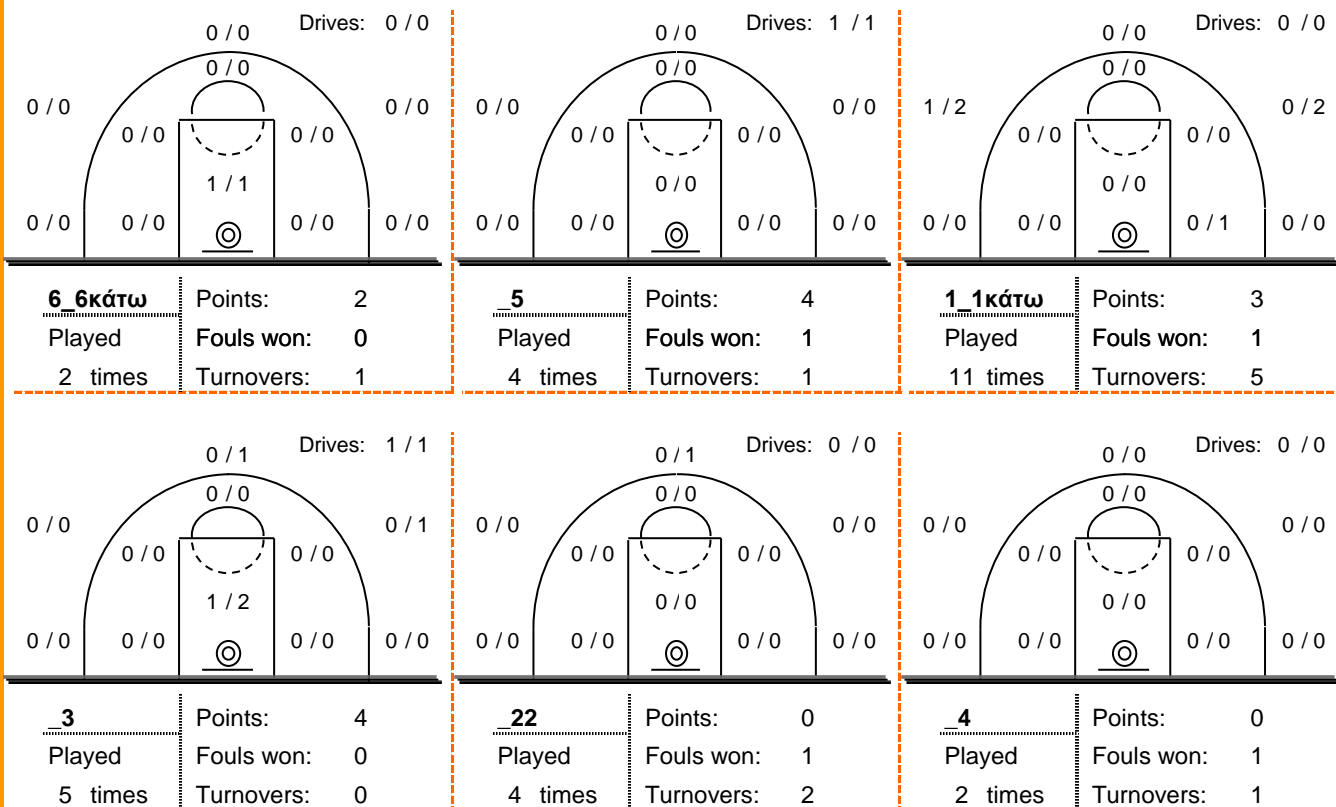 Drives: 0 / 0
0 / 0
0 / 0
0 / 0 0 / 0
0 / 0 0 / 0
1 / 1
0 / 0 0 / 0 0 / 0 0 / 0
6_6κάτω Points: 2
Played Fouls won: 0
2 times Turnovers: 1
Drives: 1 / 1
0 / 0
0 / 0
0 / 0 0 / 0
0 / 0 0 / 0
0 / 0
0 / 0 0 / 0 0 / 0 0 / 0
_5 Points: 4
Played Fouls won: 1
4 times Turnovers: 1
Drives: 0 / 0
0 / 0
0 / 0
1 / 2 0 / 2
0 / 0 0 / 0
0 / 0
0 / 0 0 / 0 0 / 1 0 / 0
1_1κάτω Points: 3
Played Fouls won: 1
11 times Turnovers: 5
Drives: 1 / 1
0 / 1
0 / 0
0 / 0 0 / 1
0 / 0 0 / 0
1 / 2
0 / 0 0 / 0 0 / 0 0 / 0
_3 Points: 4
Played Fouls won: 0
5 times Turnovers: 0
Drives: 0 / 0
0 / 1
0 / 0
0 / 0 0 / 0
0 / 0 0 / 0
0 / 0
0 / 0 0 / 0 0 / 0 0 / 0
_22 Points: 0
Played Fouls won: 1
4 times Turnovers: 2
Drives: 0 / 0
0 / 0
0 / 0
0 / 0 0 / 0
0 / 0 0 / 0
0 / 0
0 / 0 0 / 0 0 / 0 0 / 0
_4 Points: 0
Played Fouls won: 1
2 times Turnovers: 1